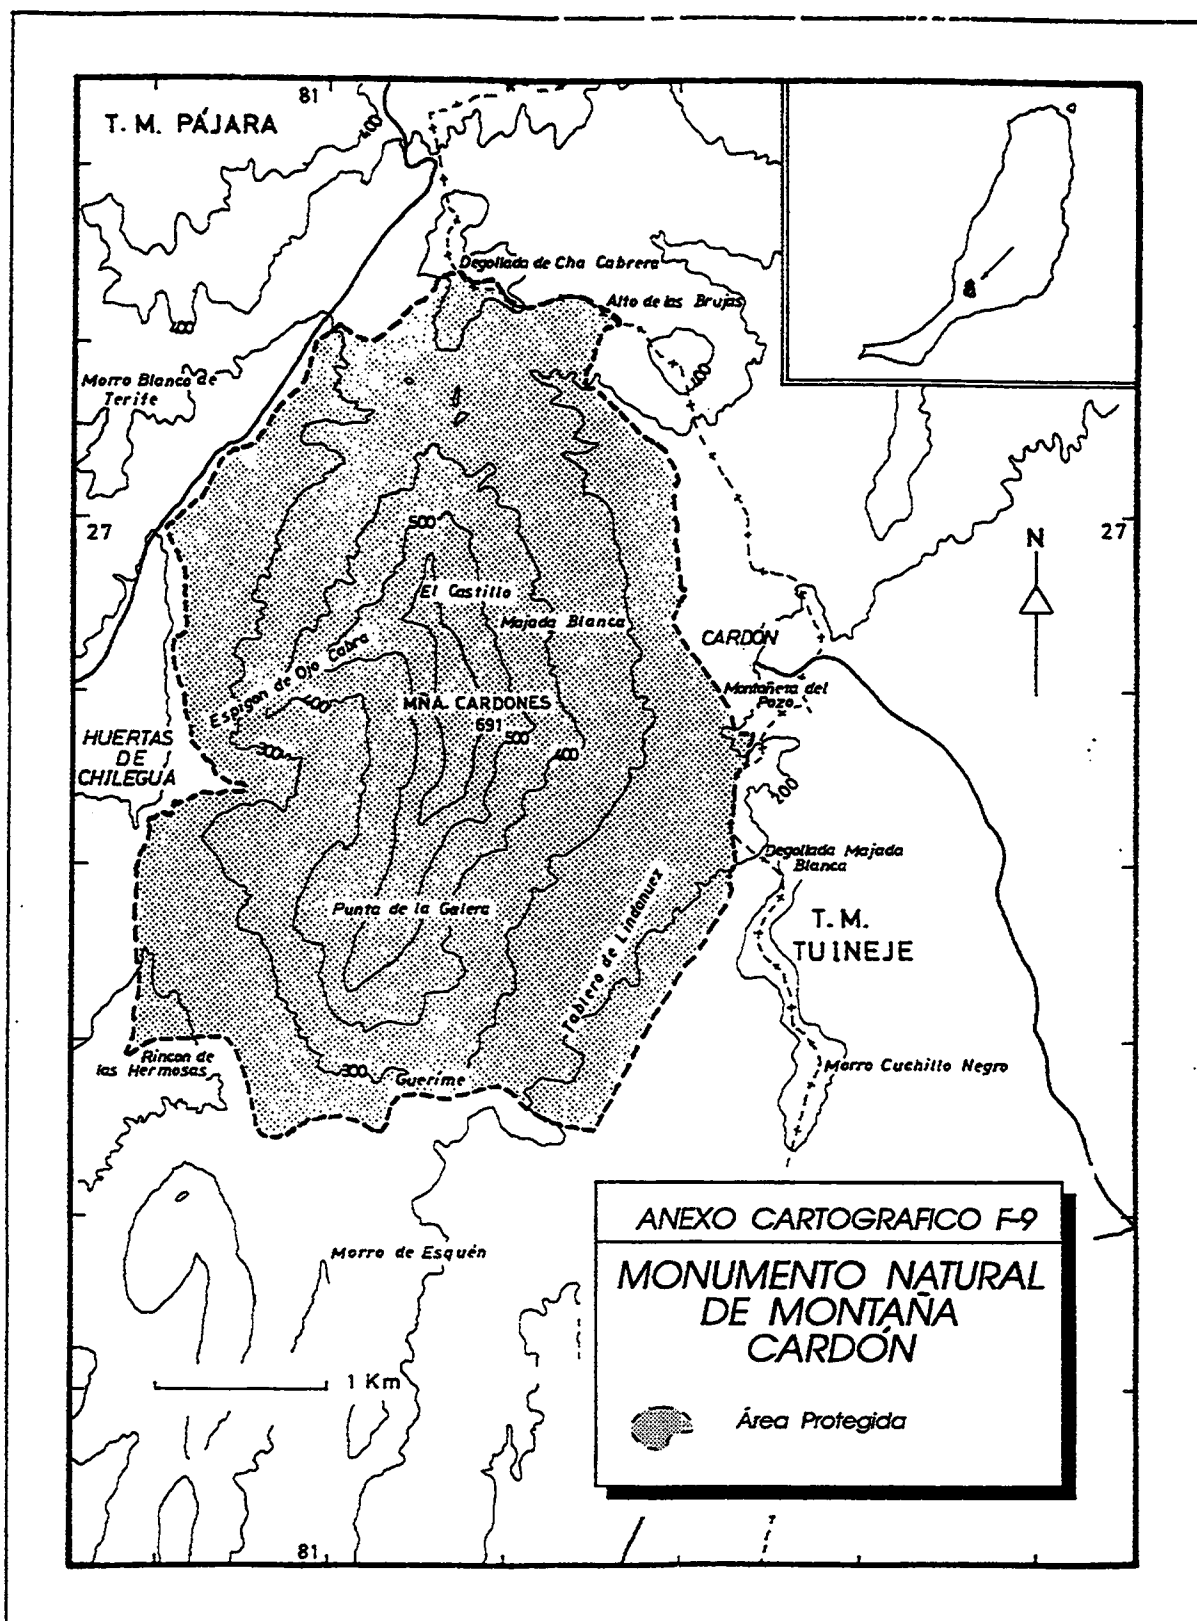 81
T. M. PÁJARA
400
Degollada de Cha Cabrera
Alto de las Brujas
400
400
Morro Blanco de
Terife
27
500
27
N
El Castillo
Majada Blanca
CARDÓN
Espigon de Ojo Cabra
Montañeta del
Pozo
400
MÑA. CARDONES
691
500
400
300
HUERTAS
DE
CHILEGUA
200
Degollada Majada
Blanca
Punta de la Galera
Tablero de Lindanuez
T. M.
TUINEJE
Rincon de
las Hermosas
300
Guerime
Morro Cuchillo Negro
Morro de Esquén
1 Km
ANEXO CARTOGRAFICO F-9
MONUMENTO NATURAL
DE MONTAÑA
CARDÓN
Área Protegida
81